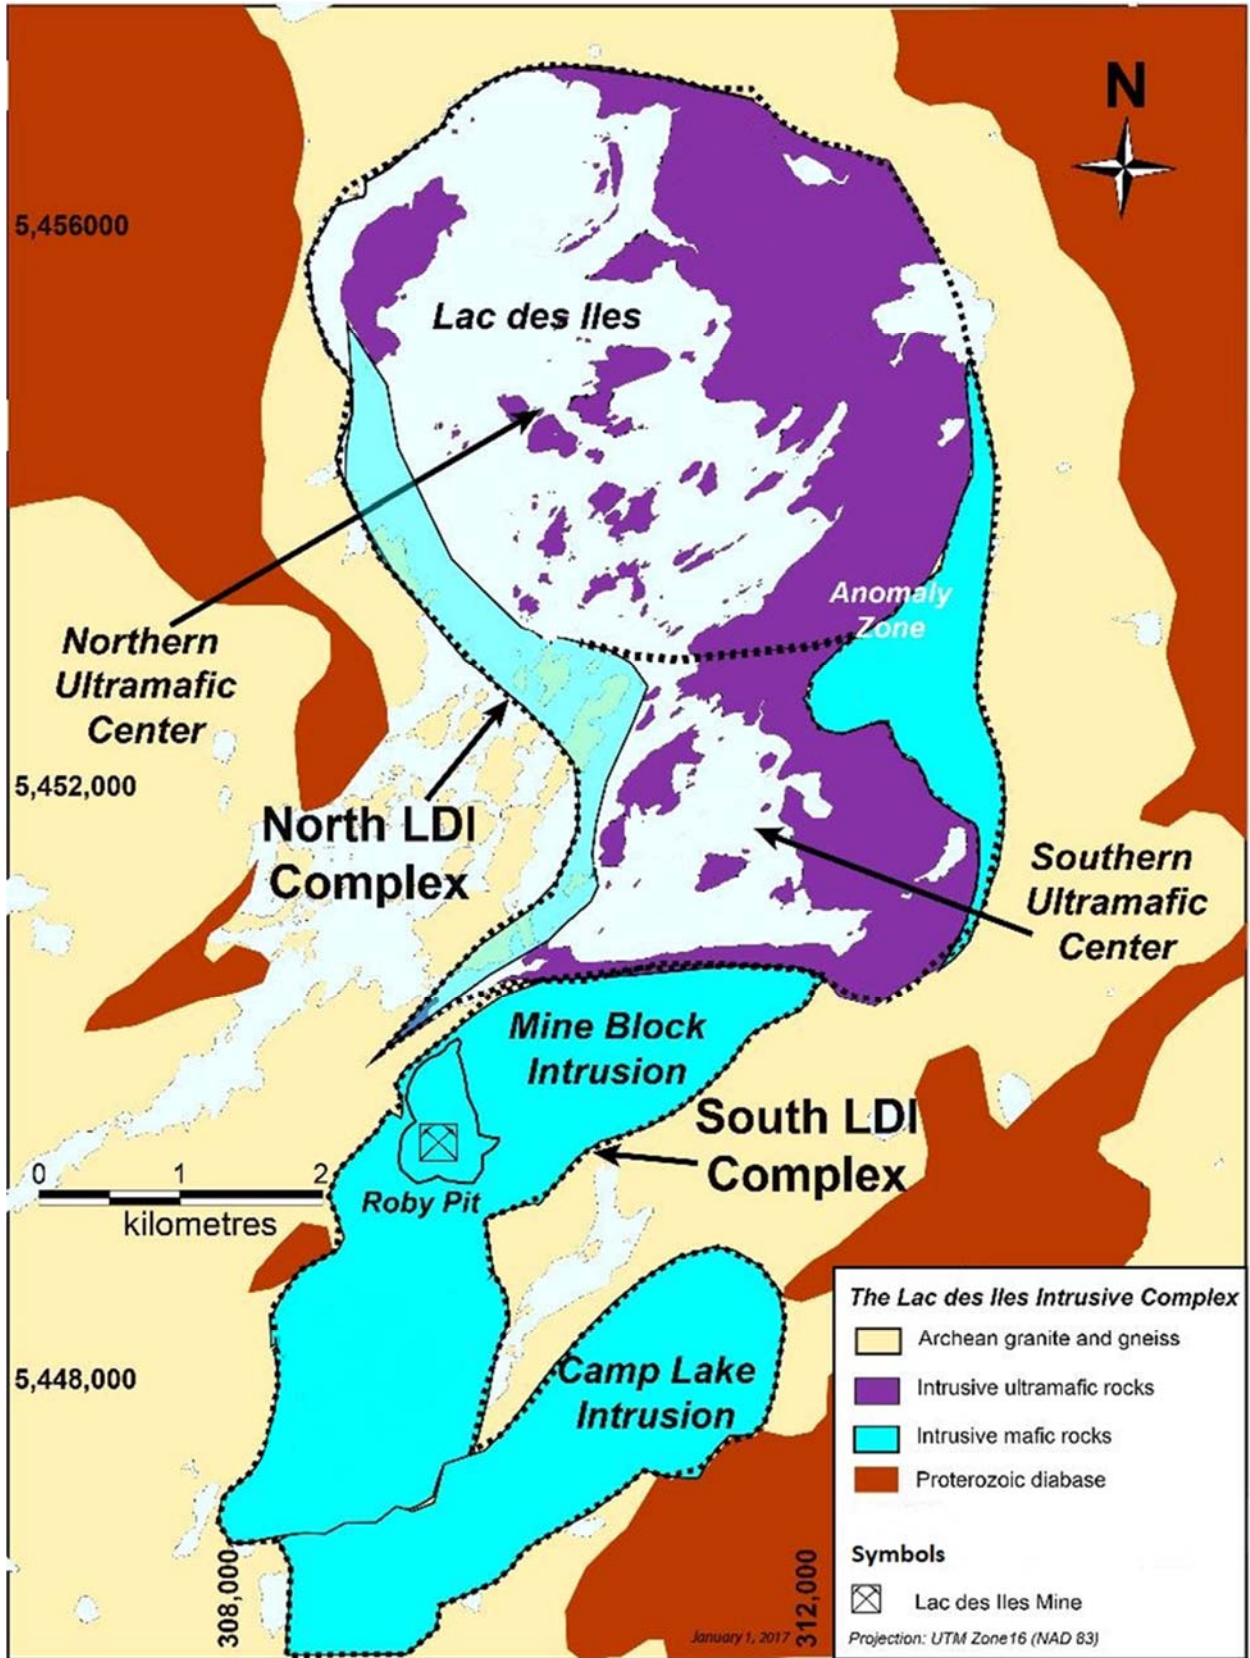 N
5,456000
Lac des Iles
Anomaly
Zone
Northern
Ultramafic
Center
5,452,000
North LDI
Complex
Southern
Ultramafic
Center
Mine Block
Intrusion
South LDI
Complex
0 1 2
kilometres
Roby Pit
Camp Lake
Intrusion
5,448,000
308,000
312,000
January 1, 2017
The Lac des Iles Intrusive Complex
Archean granite and gneiss
Intrusive ultramafic rocks
Intrusive mafic rocks
Proterozoic diabase
Symbols
Lac des Iles Mine
Projection: UTM Zone16 (NAD 83)